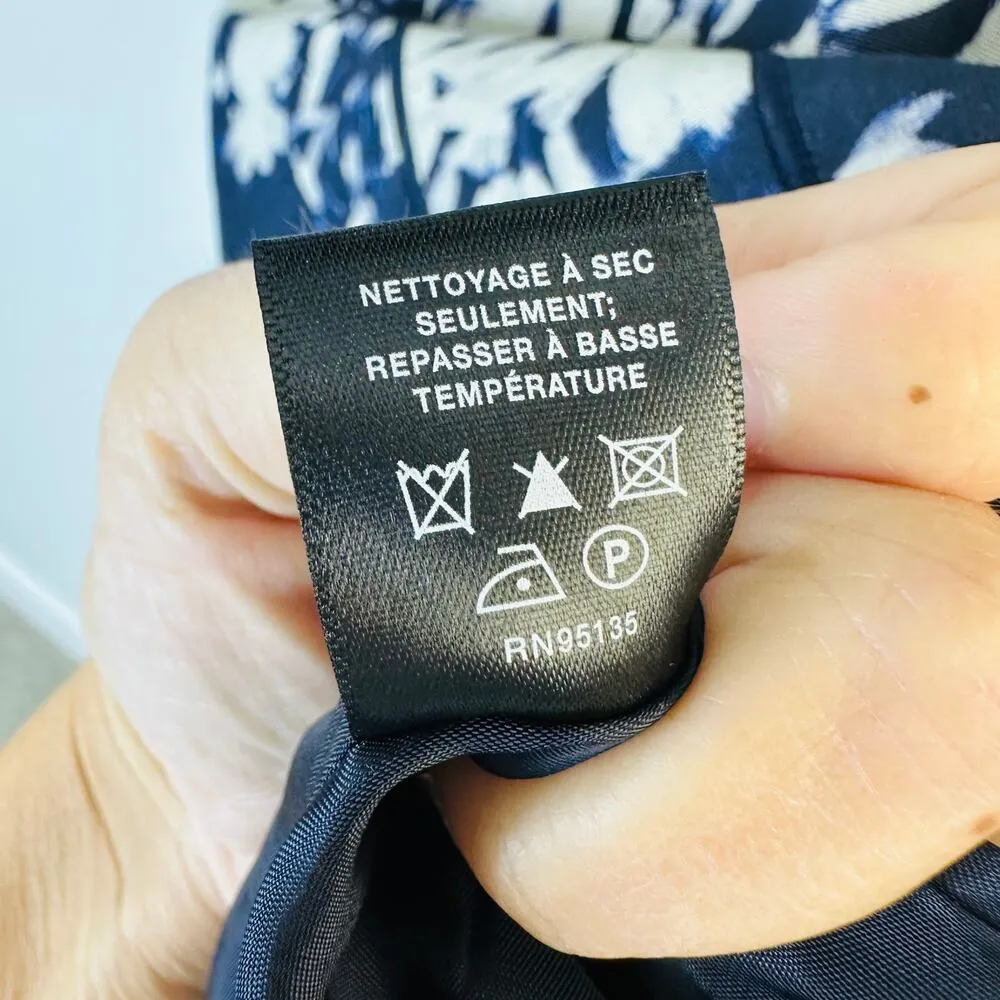 NETTOYAGE À SEC
SEULEMENT;
REPASSER À BASSE
TEMPÉRATURE
P
RN95135